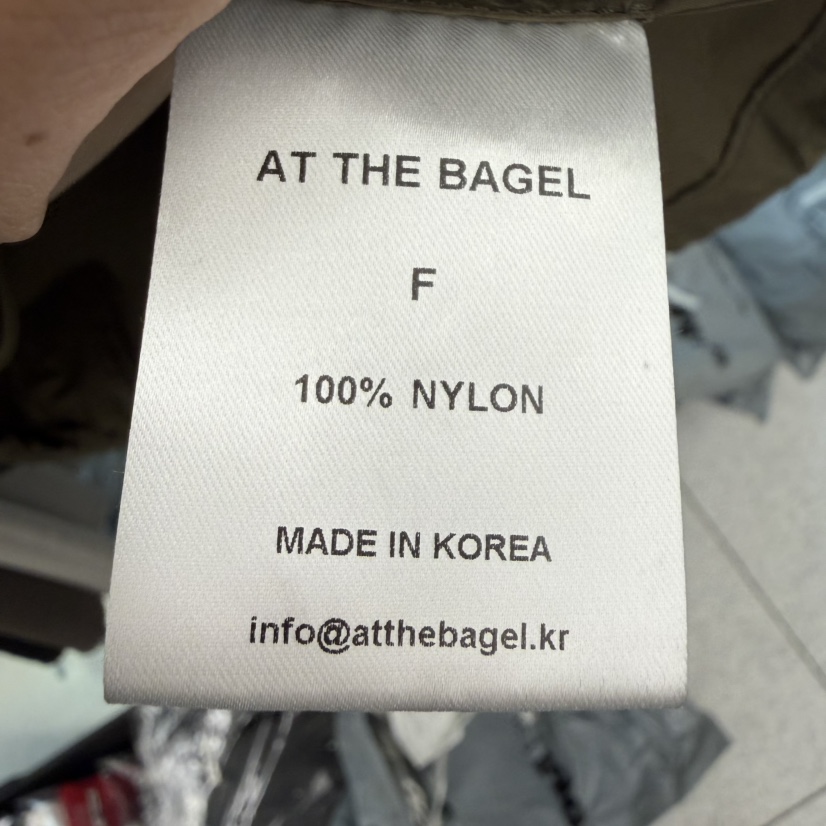 AT THE BAGEL
F
100% NYLON
MADE IN KOREA
info@atthebagel.kr